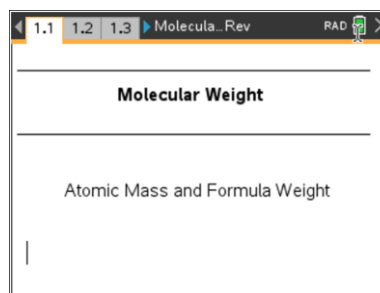 1.1 1.2 1.3 Molecula…Rev RAD
Molecular Weight
Atomic Mass and Formula Weight